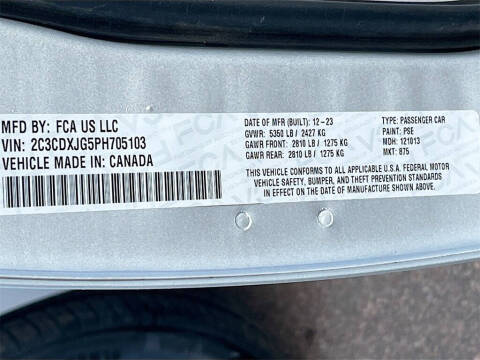 MFD BY: FCA US LLC
VIN: 2C3CDXJG5PH705103
VEHICLE MADE IN: CANADA
DATE OF MFR (BUILT): 12-23
GVWR: 5350 LB / 2427 KG
GAWR FRONT: 2810 LB / 1275 KG
GAWR REAR: 2810 LB / 1275 KG
TYPE: PASSENGER CAR
PAINT: PSE
MDH: 121013
MKT: 875
THIS VEHICLE CONFORMS TO ALL APPLICABLE U.S.A. FEDERAL MOTOR
VEHICLE SAFETY, BUMPER, AND THEFT PREVENTION STANDARDS
IN EFFECT ON THE DATE OF MANUFACTURE SHOWN ABOVE